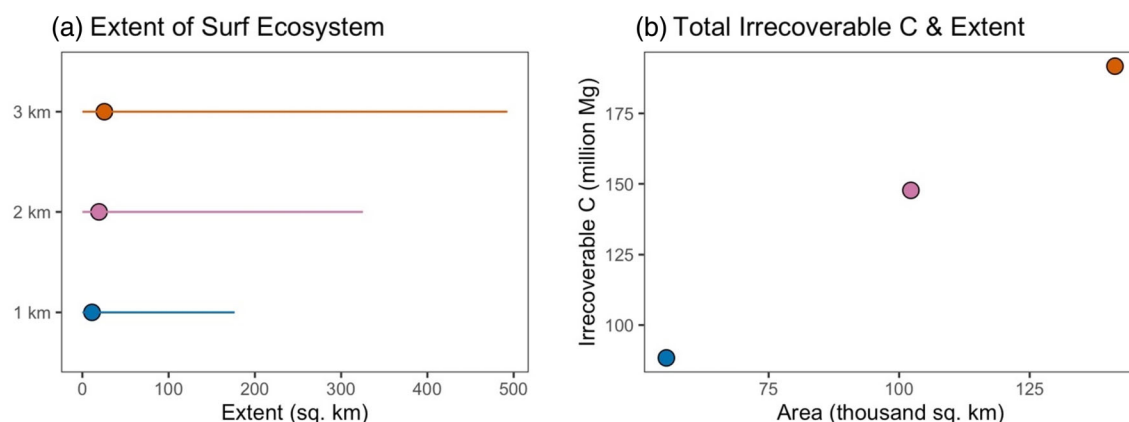 (a) Extent of Surf Ecosystem
3 km
2 km
1 km
0 100 200 300 400 500
Extent (sq. km)
(b) Total Irrecoverable C & Extent
Irrecoverable C (million Mg)
175
150
125
100
75 100 125
Area (thousand sq. km)